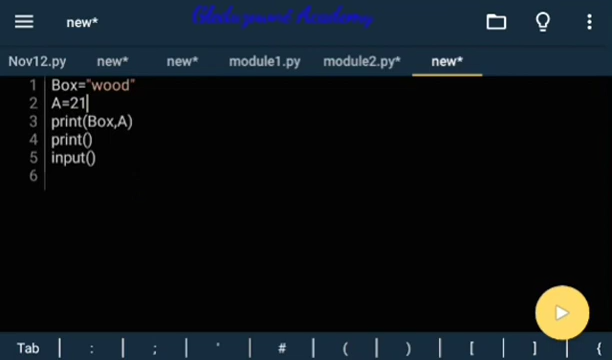 new*
Nov12.py new* new* module1.py module2.py* new*
1 Box="wood"
2 A=21
3 print(Box,A)
4 print()
5 input()
6
Tab : ; ' # ( ) [ ] {